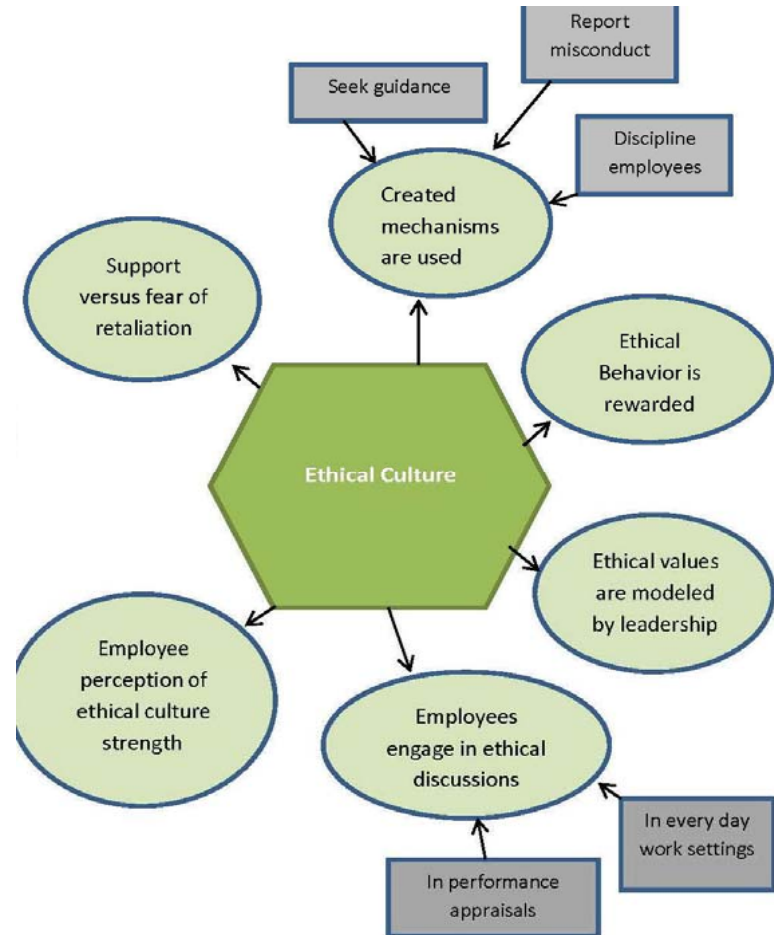 Report
misconduct
Seek guidance
Discipline
employees
Created
mechanisms
are used
Support
versus fear of
retaliation
Ethical
Behavior is
rewarded
Ethical Culture
Ethical values
are modeled
by leadership
Employee
perception of
ethical culture
strength
Employees
engage in ethical
discussions
In every day
work settings
In performance
appraisals